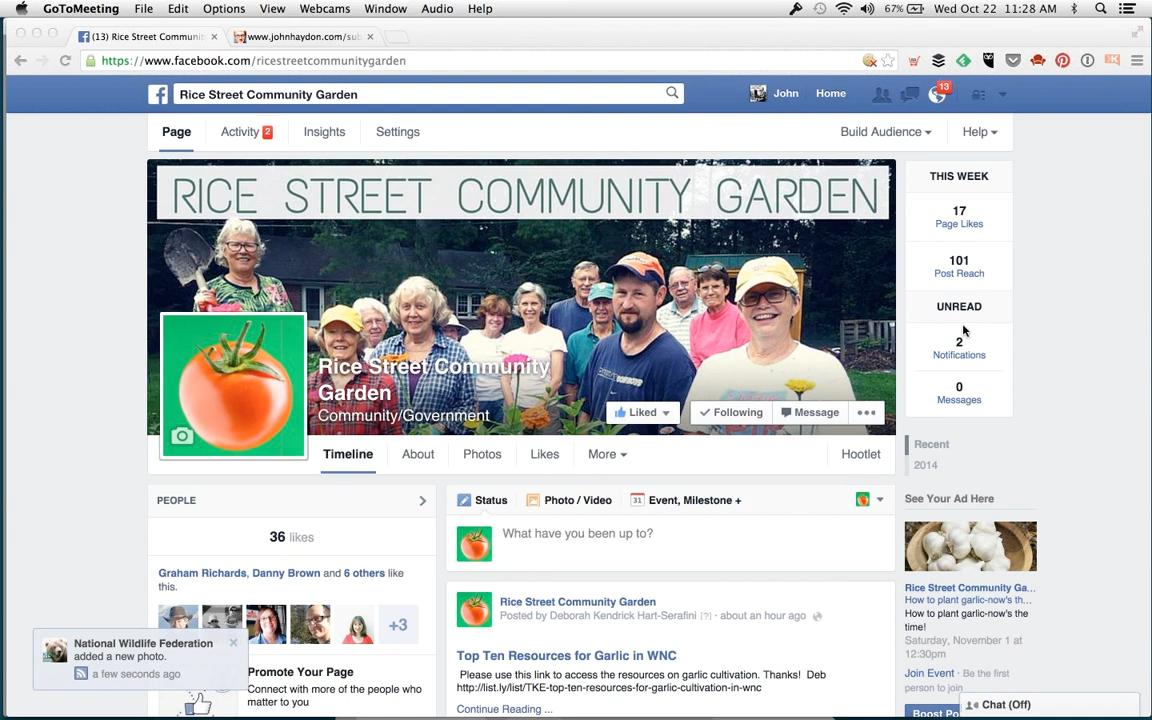 GoToMeeting File Edit Options View Webcams Window Audio Help 67% Wed Oct 22 11:28 AM
(13) Rice Street Communit www.johnhaydon.com/sub
https://www.facebook.com/ricestreetcommunitygarden
Rice Street Community Garden John Home 13
Page Activity 2 Insights Settings Build Audience Help
RICE STREET COMMUNITY GARDEN
THIS WEEK
17
Page Likes
101
Post Reach
UNREAD
2
Notifications
0
Messages
Rice Street Community
Garden
Community/Government
Liked Following Message
Timeline About Photos Likes More Hootlet
Recent
2014
PEOPLE
36 likes
Graham Richards, Danny Brown and 6 others like
this.
+3
Promote Your Page
Connect with more of the people who
matter to you
National Wildlife Federation
added a new photo.
a few seconds ago
Status Photo / Video 31 Event, Milestone +
What have you been up to?
Rice Street Community Garden
Posted by Deborah Kendrick Hart-Serafini [?] · about an hour ago
Top Ten Resources for Garlic in WNC
Please use this link to access the resources on garlic cultivation. Thanks! Deb
http://list.ly/list/TKE-top-ten-resources-for-garlic-cultivation-in-wnc
Continue Reading ...
See Your Ad Here
Rice Street Community Ga...
How to plant garlic-now's th...
How to plant garlic-now's the
time!
Saturday, November 1 at
12:30pm
Join Event · Be the first
person to join
Boost Po
Chat (Off)